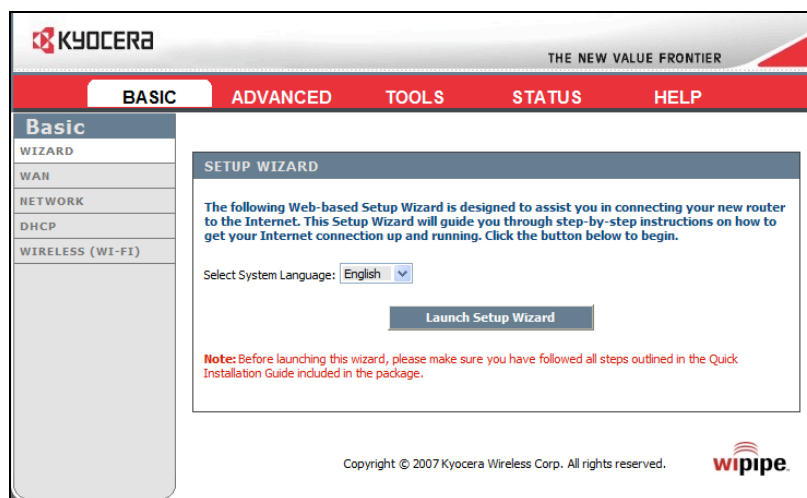 KYOCERA
THE NEW VALUE FRONTIER
BASIC ADVANCED TOOLS STATUS HELP
Basic
WIZARD
WAN
NETWORK
DHCP
WIRELESS (WI-FI)
SETUP WIZARD
The following Web-based Setup Wizard is designed to assist you in connecting your new router
to the Internet. This Setup Wizard will guide you through step-by-step instructions on how to
get your Internet connection up and running. Click the button below to begin.
Select System Language: English
Launch Setup Wizard
Note: Before launching this wizard, please make sure you have followed all steps outlined in the Quick
Installation Guide included in the package.
Copyright © 2007 Kyocera Wireless Corp. All rights reserved.
wipipe.